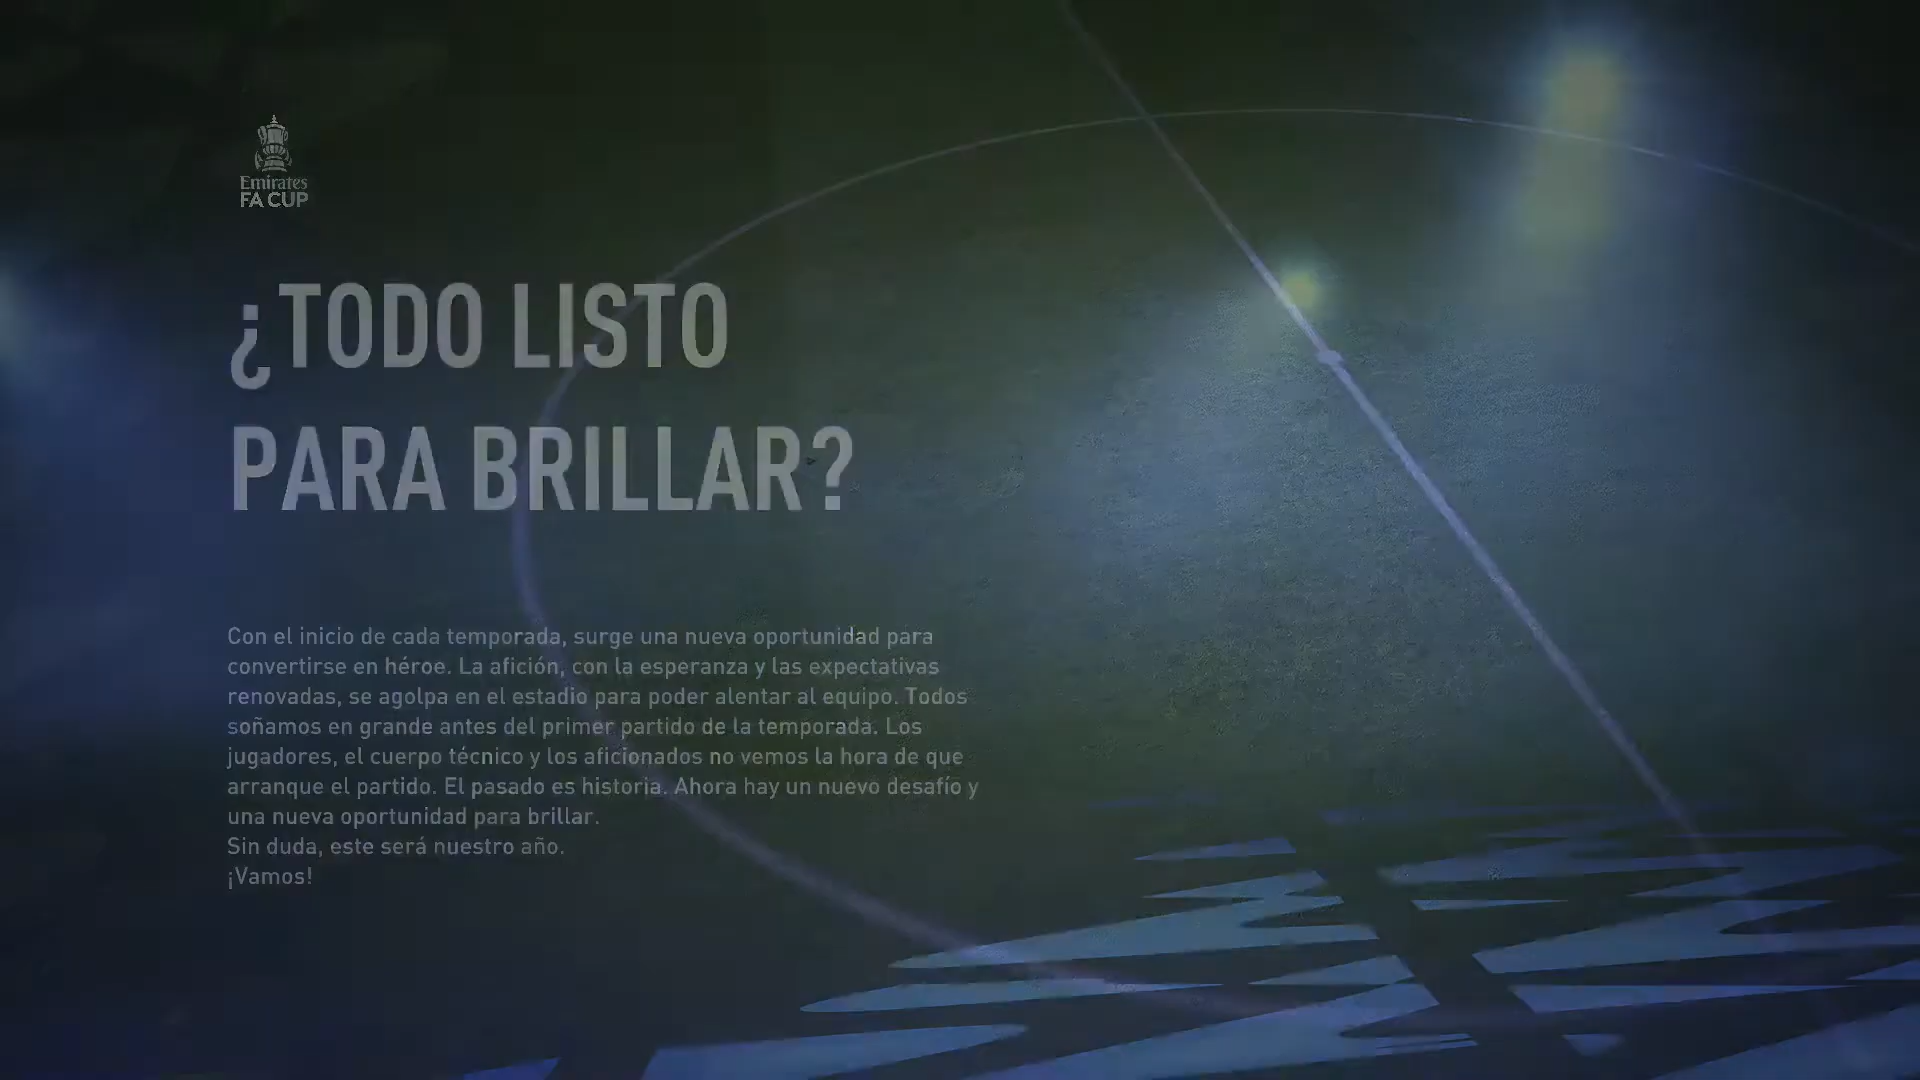 Emirates
FA CUP
¿TODO LISTO
PARA BRILLAR?
Con el inicio de cada temporada, surge una nueva oportunidad para
convertirse en héroe. La afición, con la esperanza y las expectativas
renovadas, se agolpa en el estadio para poder alentar al equipo. Todos
soñamos en grande antes del primer partido de la temporada. Los
jugadores, el cuerpo técnico y los aficionados no vemos la hora de que
arranque el partido. El pasado es historia. Ahora hay un nuevo desafío y
una nueva oportunidad para brillar.
Sin duda, este será nuestro año.
¡Vamos!